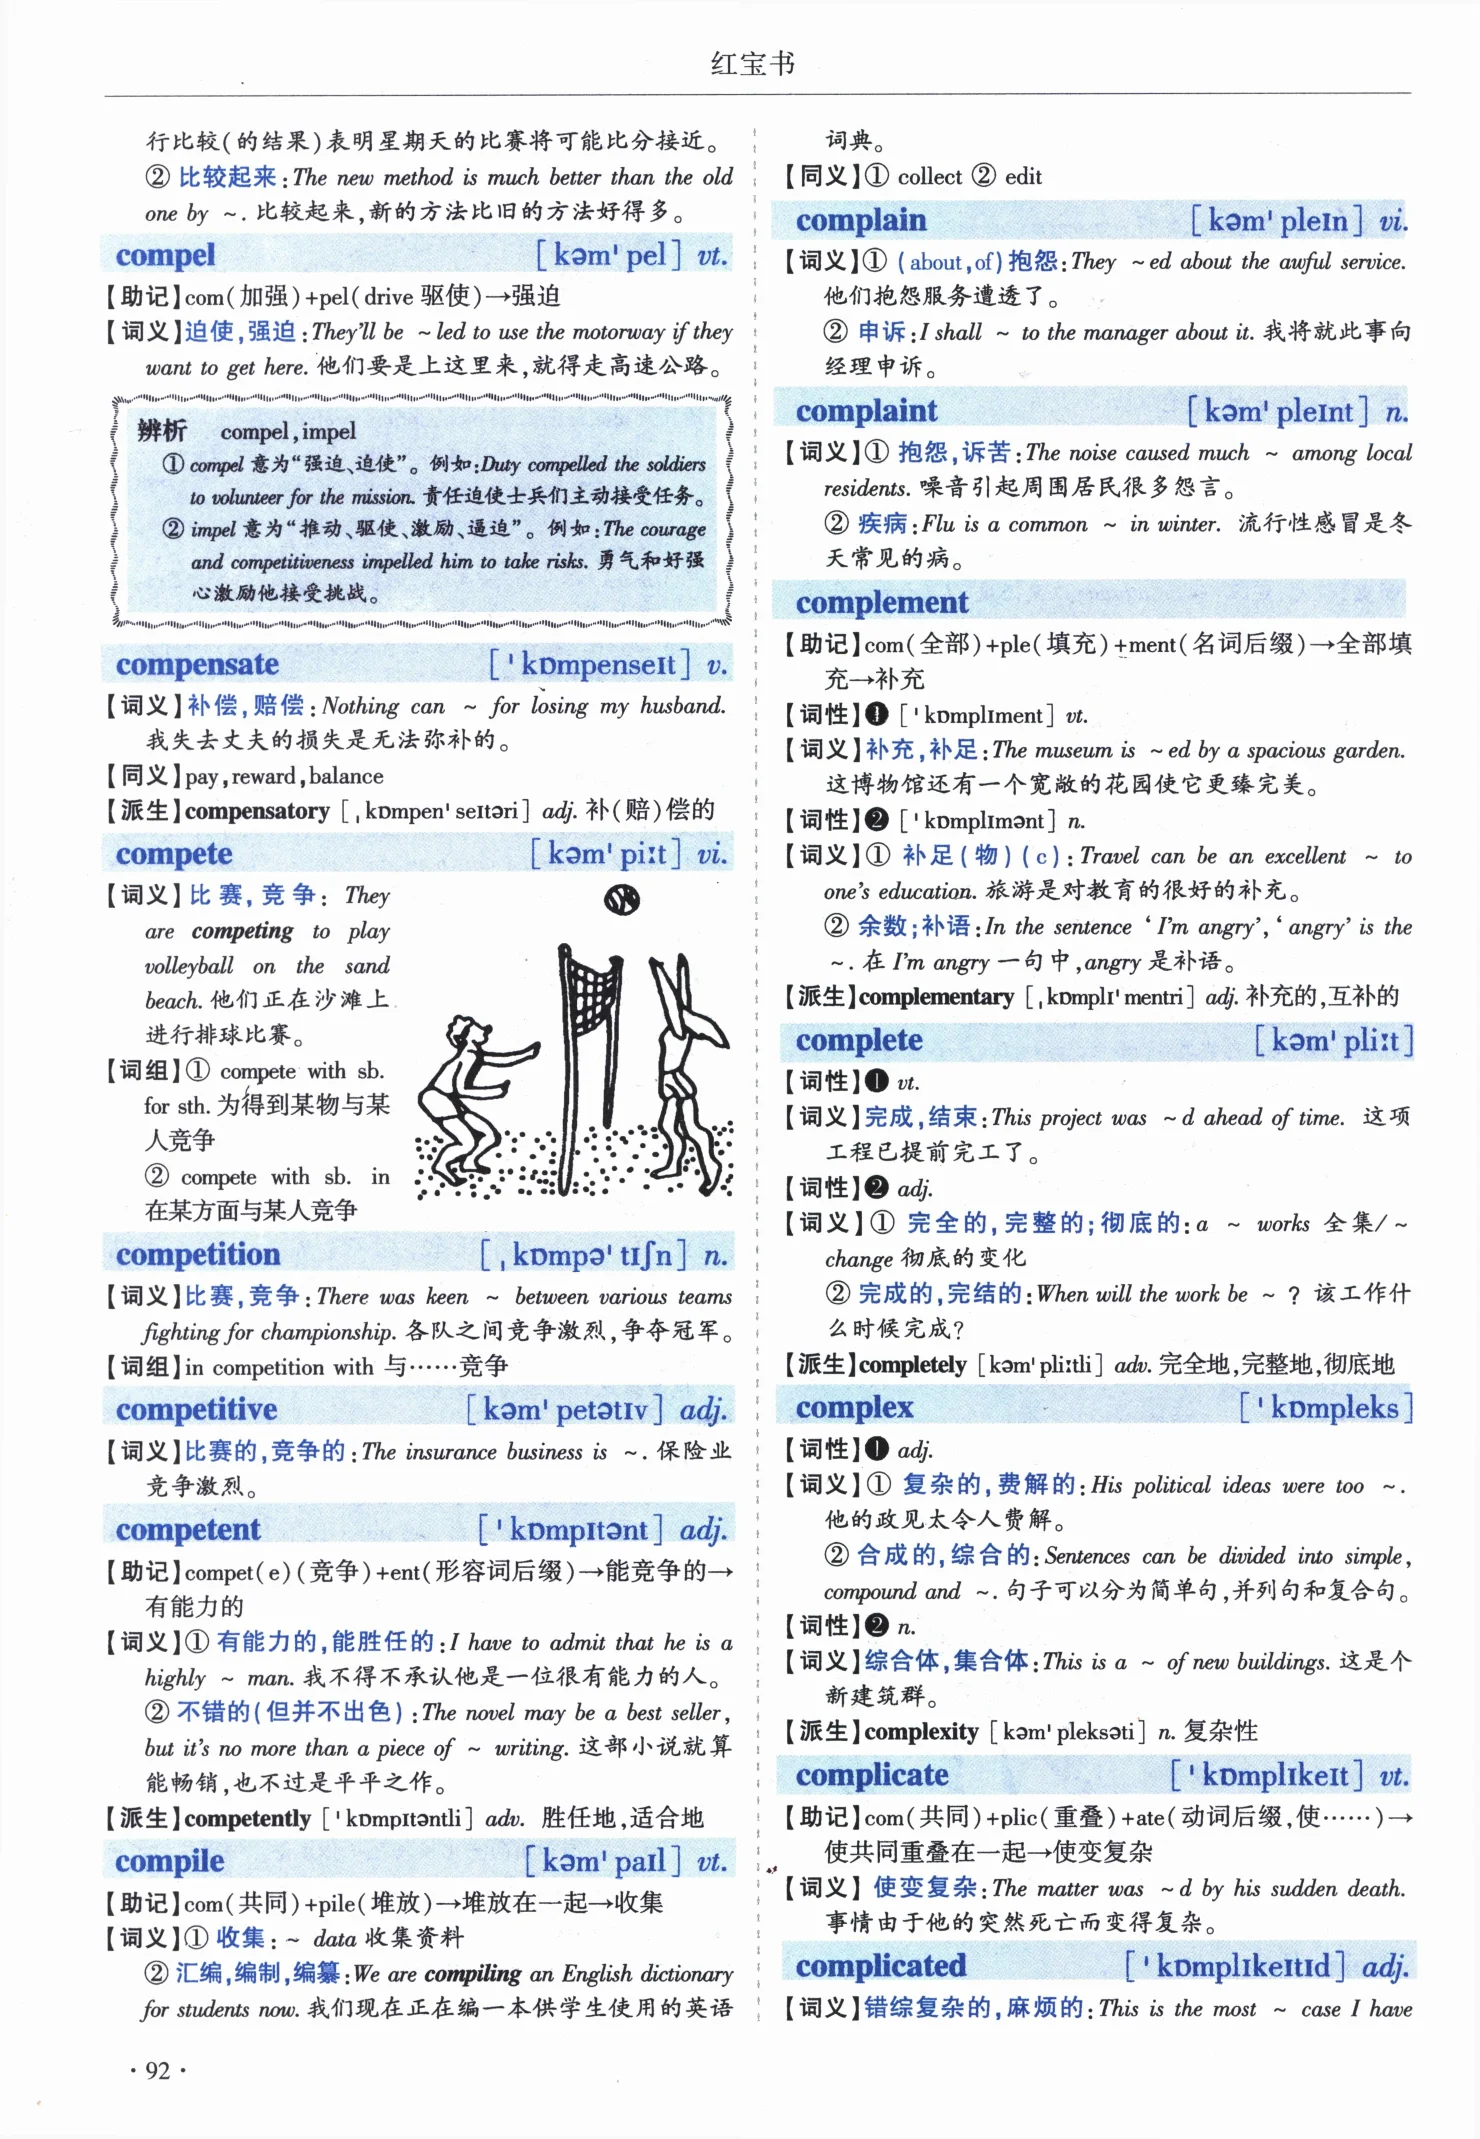 红宝书
行比较(的结果)表明星期天的比赛将可能比分接近。
② 比较起来:The new method is much better than the old
one by ~. 比较起来,新的方法比旧的方法好得多。
compel [kəm'pel] vt.
【助记】com(加强)+pel(drive 驱使)→强迫
【词义】迫使,强迫:They'll be ~led to use the motorway if they
want to get here. 他们要是上这里来,就得走高速公路。
辨析 compel,impel
① compel 意为“强迫、迫使”。例如:Duty compelled the soldiers
to volunteer for the mission. 责任迫使士兵们主动接受任务。
② impel 意为“推动、驱使、激励、逼迫”。例如:The courage
and competitiveness impelled him to take risks. 勇气和好强
心激励他接受挑战。
compensate ['kɒmpenseɪt] v.
【词义】补偿,赔偿:Nothing can ~ for losing my husband.
我失去丈夫的损失是无法弥补的。
【同义】pay,reward,balance
【派生】compensatory [ˌkɒmpen'seɪtəri] adj. 补(赔)偿的
compete [kəm'piːt] vi.
【词义】比赛,竞争: They
are competing to play
volleyball on the sand
beach. 他们正在沙滩上
进行排球比赛。
【词组】① compete with sb.
for sth. 为得到某物与某
人竞争
② compete with sb. in
在某方面与某人竞争
competition [ˌkɒmpə'tɪʃn] n.
【词义】比赛,竞争:There was keen ~ between various teams
fighting for championship. 各队之间竞争激烈,争夺冠军。
【词组】in competition with 与……竞争
competitive [kəm'petətɪv] adj.
【词义】比赛的,竞争的:The insurance business is ~. 保险业
竞争激烈。
competent ['kɒmpɪtənt] adj.
【助记】compet(e)(竞争)+ent(形容词后缀)→能竞争的→
有能力的
【词义】① 有能力的,能胜任的:I have to admit that he is a
highly ~ man. 我不得不承认他是一位很有能力的人。
② 不错的(但并不出色):The novel may be a best seller,
but it's no more than a piece of ~ writing. 这部小说就算
能畅销,也不过是平平之作。
【派生】competently ['kɒmpɪtəntli] adv. 胜任地,适合地
compile [kəm'paɪl] vt.
【助记】com(共同)+pile(堆放)→堆放在一起→收集
【词义】① 收集: ~ data 收集资料
② 汇编,编制,编纂:We are compiling an English dictionary
for students now. 我们现在正在编一本供学生使用的英语
· 92 ·
词典。
【同义】① collect ② edit
complain [kəm'pleɪn] vi.
【词义】① (about,of)抱怨:They ~ed about the awful service.
他们抱怨服务遭透了。
② 申诉:I shall ~ to the manager about it. 我将就此事向
经理申诉。
complaint [kəm'pleɪnt] n.
【词义】① 抱怨,诉苦:The noise caused much ~ among local
residents. 噪音引起周围居民很多怨言。
② 疾病:Flu is a common ~ in winter. 流行性感冒是冬
天常见的病。
complement
【助记】com(全部)+ple(填充)+ment(名词后缀)→全部填
充→补充
【词性】❶ ['kɒmplɪment] vt.
【词义】补充,补足:The museum is ~ed by a spacious garden.
这博物馆还有一个宽敞的花园使它更臻完美。
【词性】❷ ['kɒmplɪmənt] n.
【词义】① 补足(物)(c):Travel can be an excellent ~ to
one's education. 旅游是对教育的很好的补充。
② 余数;补语:In the sentence ‘I'm angry’,‘angry’ is the
~. 在 I'm angry 一句中,angry 是补语。
【派生】complementary [ˌkɒmplɪ'mentri] adj. 补充的,互补的
complete [kəm'pliːt]
【词性】❶ vt.
【词义】完成,结束:This project was ~d ahead of time. 这项
工程已提前完工了。
【词性】❷ adj.
【词义】① 完全的,完整的;彻底的:a ~ works 全集/~
change 彻底的变化
② 完成的,完结的:When will the work be ~? 该工作什
么时候完成?
【派生】completely [kəm'pliːtli] adv. 完全地,完整地,彻底地
complex ['kɒmpleks]
【词性】❶ adj.
【词义】① 复杂的,费解的:His political ideas were too ~.
他的政见太令人费解。
② 合成的,综合的:Sentences can be divided into simple,
compound and ~. 句子可以分为简单句,并列句和复合句。
【词性】❷ n.
【词义】综合体,集合体:This is a ~ of new buildings. 这是个
新建筑群。
【派生】complexity [kəm'pleksəti] n. 复杂性
complicate ['kɒmplɪkeɪt] vt.
【助记】com(共同)+plic(重叠)+ate(动词后缀,使……)→
使共同重叠在一起→使变复杂
【词义】使变复杂:The matter was ~d by his sudden death.
事情由于他的突然死亡而变得复杂。
complicated ['kɒmplɪkeɪtɪd] adj.
【词义】错综复杂的,麻烦的:This is the most ~ case I have